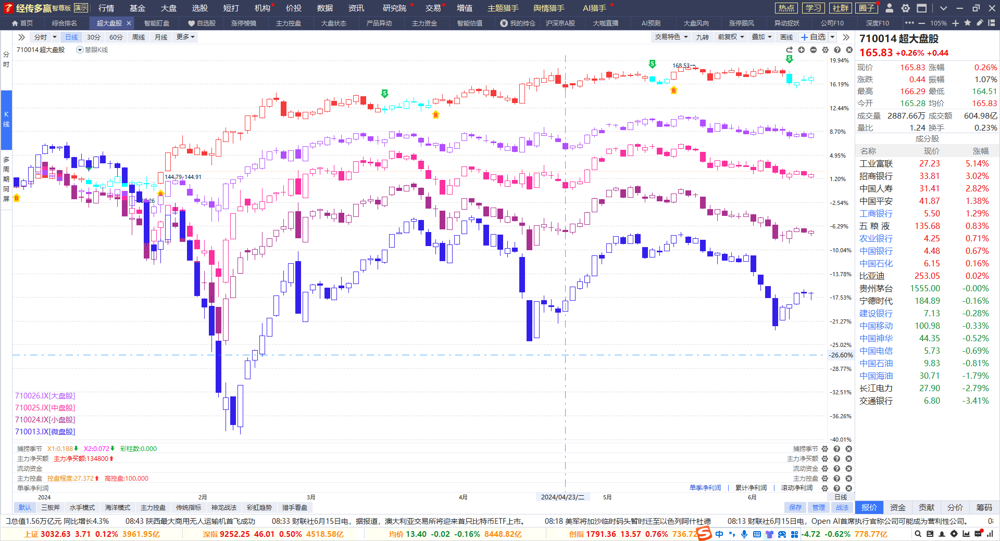 经传多赢 智尊版 演示 行情 基金 大盘 选股 短打 机构 价投 数据 资讯 研究院 交易 增值 主题猎手 舆情猎手 AI猎手 热点 学习 社群 圈子
首页 综合排名 超大盘股 智能盯盘 自选股 涨停棱镜 主力控盘 大盘状态 产品异动 主力资金 智能估值 我的持仓 沪深京A股 大咖直播 AI预测 大盘风向 涨停跟风 异动捉妖 公司F10 深度F10 105%
分时 日线 30分 60分 周线 月线 更多 交易特色 九转 前复权 叠加 画线 自选
710014 超大盘股 慧眼K线
分时
K线
多周期同屏
19.94%
16.19%
12.44%
8.70%
4.95%
1.20%
-2.54%
-6.29%
-10.04%
-13.78%
-17.53%
-21.27%
-25.02%
-26.60%
-28.77%
-32.51%
-36.26%
-40.01%
168.53
144.79-144.91
S
S
S
B
B
B
B
710026.IX[大盘股]
710025.IX[中盘股]
710024.IX[小盘股]
710013.IX[微盘股]
捕捞季节 X1:0.188 X2:0.072 彩柱数:0.000 捕捞季节
主力净买额 主力净买额:134800 主力净买额
流动资金 流动资金
主力控盘 控盘程度:27.372 高控盘:100.000 主力控盘
单季净利润 单季净利润 累计净利润 滚动净利润
2024 2月 3月 4月 2024/04/23/二 5月 6月 日线
默认 三板斧 水手模式 海洋模式 主力控盘 传统指标 神龙战法 彩虹趋势 猎手看盘 保存 管理 战法
710014 超大盘股
165.83 +0.26% +0.44
现价 165.83 涨幅 0.26%
涨跌 0.44 振幅 1.07%
最高 166.29 最低 164.51
今开 165.28 均价 165.83
成交量 2887.66万 成交额 604.98亿
量比 1.24 换手 0.23%
成分股
名称 现价 涨幅
工业富联 27.23 5.14%
招商银行 33.81 3.02%
中国人寿 31.41 2.82%
中国平安 41.87 1.38%
工商银行 5.50 1.29%
五 粮 液 135.68 0.83%
农业银行 4.25 0.71%
中国银行 4.48 0.67%
中国石化 6.15 0.16%
比亚迪 253.05 0.02%
贵州茅台 1555.00 -0.00%
宁德时代 184.89 -0.16%
建设银行 7.13 -0.28%
中国移动 100.98 -0.33%
中国神华 44.35 -0.52%
中国电信 5.73 -0.69%
中国石油 9.83 -0.81%
中国海油 30.71 -1.79%
长江电力 27.90 -2.79%
交通银行 6.80 -3.41%
报价 资金 贡献 分价 筹码
口总值1.56万亿元 同比增长4.3% 08:43 陕西最大商用无人运输机首飞成功 08:33 财联社6月15日电，据报道，澳大利亚交易所将迎来首只比特币ETF上市。 08:18 美军将加沙临时码头暂时迁至以色列阿什杜德 08:13 财联社6月15日电，Open AI首席执行官称公司可能成为营利性公司。
上证 3032.63 3.71 0.12% 3961.95亿 深指 9252.25 46.01 0.50% 4518.58亿 均价 13.40 -0.02 -0.16% 8448.82亿 创指 1791.36 13.57 0.76% 736.72 中 -4.72 -0.62% 778.77亿